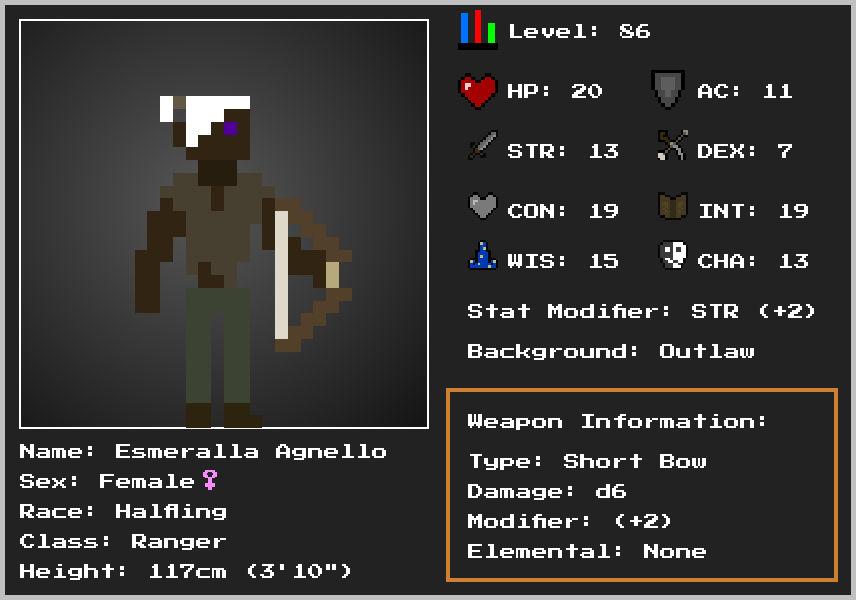 Level: 86
HP: 20 AC: 11
STR: 13 DEX: 7
CON: 19 INT: 19
WIS: 15 CHA: 13
Stat Modifier: STR (+2)
Background: Outlaw
Weapon Information:
Type: Short Bow
Damage: d6
Modifier: (+2)
Elemental: None
Name: Esmeralla Agnello
Sex: Female♀
Race: Halfling
Class: Ranger
Height: 117cm (3'10")